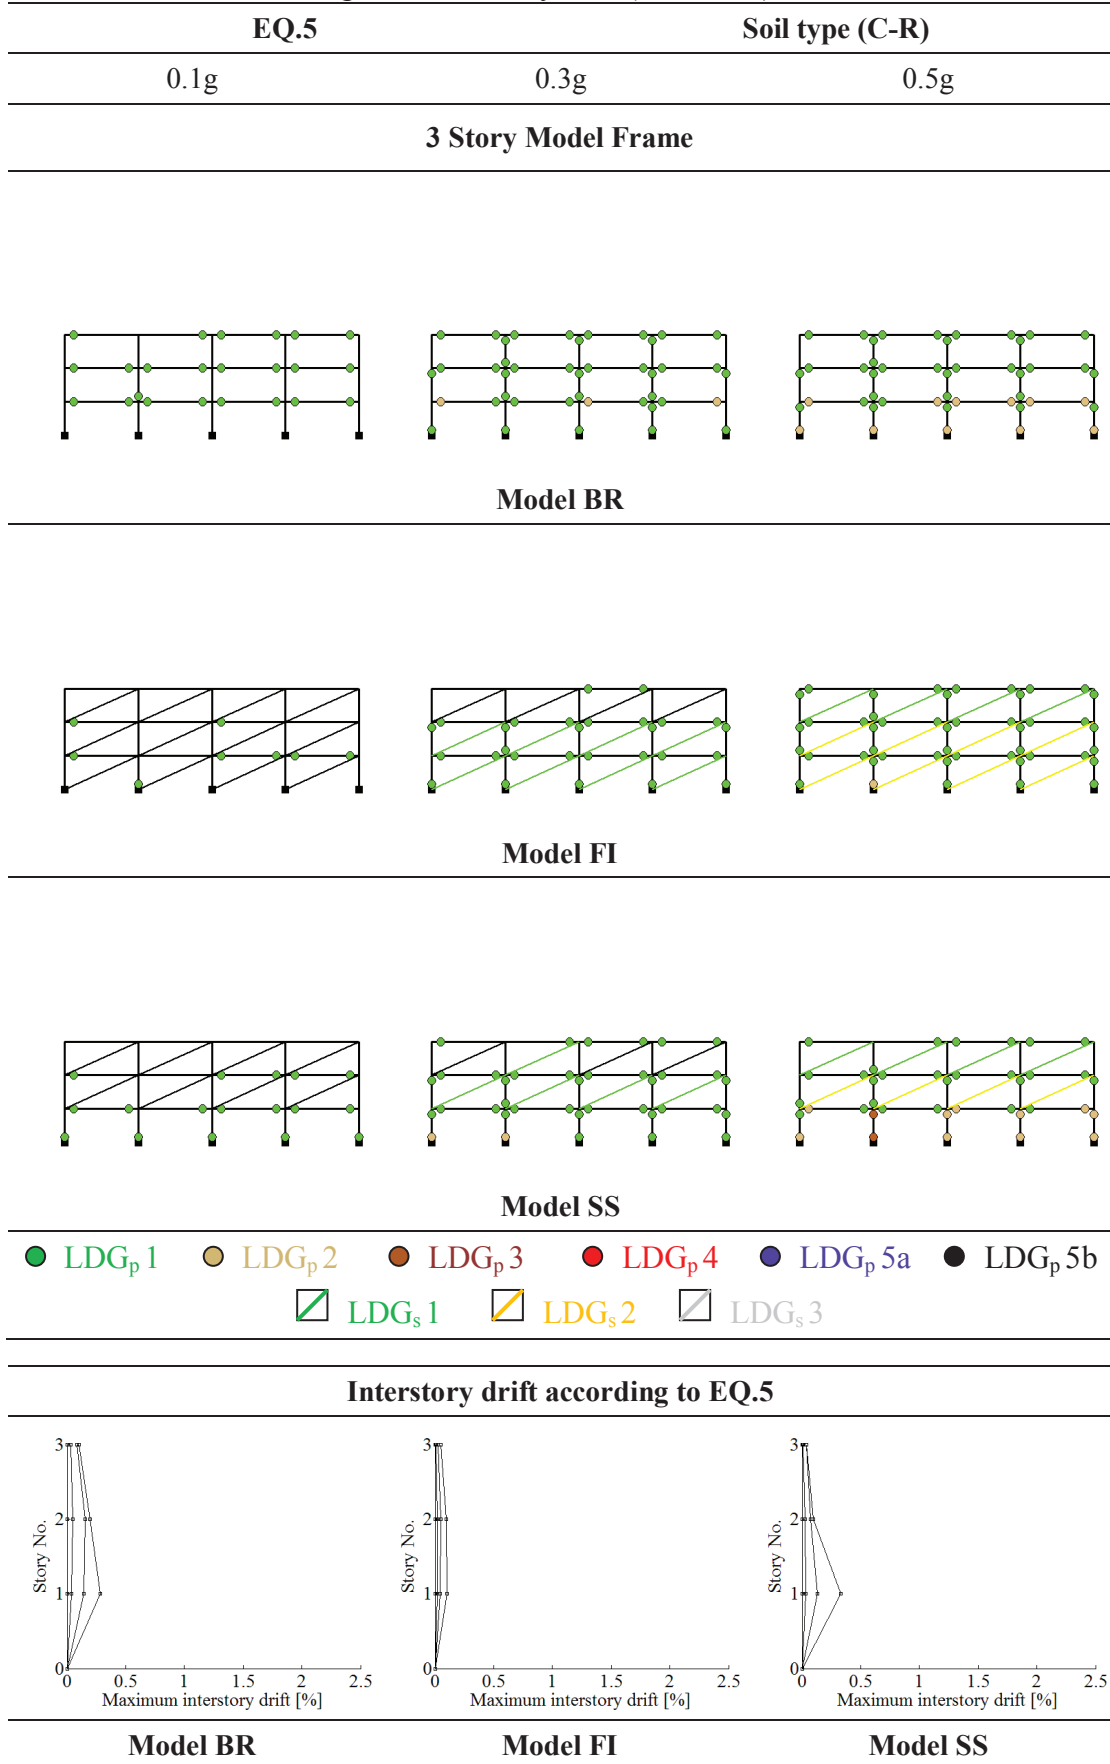 EQ.5 Soil type (C-R)
0.1g 0.3g 0.5g
3 Story Model Frame
Model BR
Model FI
Model SS
LDGp 1 LDGp 2 LDGp 3 LDGp 4 LDGp 5a LDGp 5b
LDGs 1 LDGs 2 LDGs 3
Interstory drift according to EQ.5
3 3 3
2 2 2
Story No. Story No. Story No.
1 1 1
0 0 0
0 0.5 1 1.5 2 2.5 0 0.5 1 1.5 2 2.5 0 0.5 1 1.5 2 2.5
Maximum interstory drift [%] Maximum interstory drift [%] Maximum interstory drift [%]
Model BR Model FI Model SS